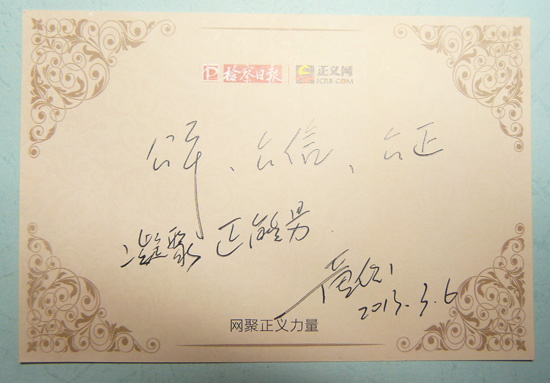 检察日报 正义网
JCRB.COM
公平、公信、公正
凝聚正能量.
2013.3.6
网聚正义力量